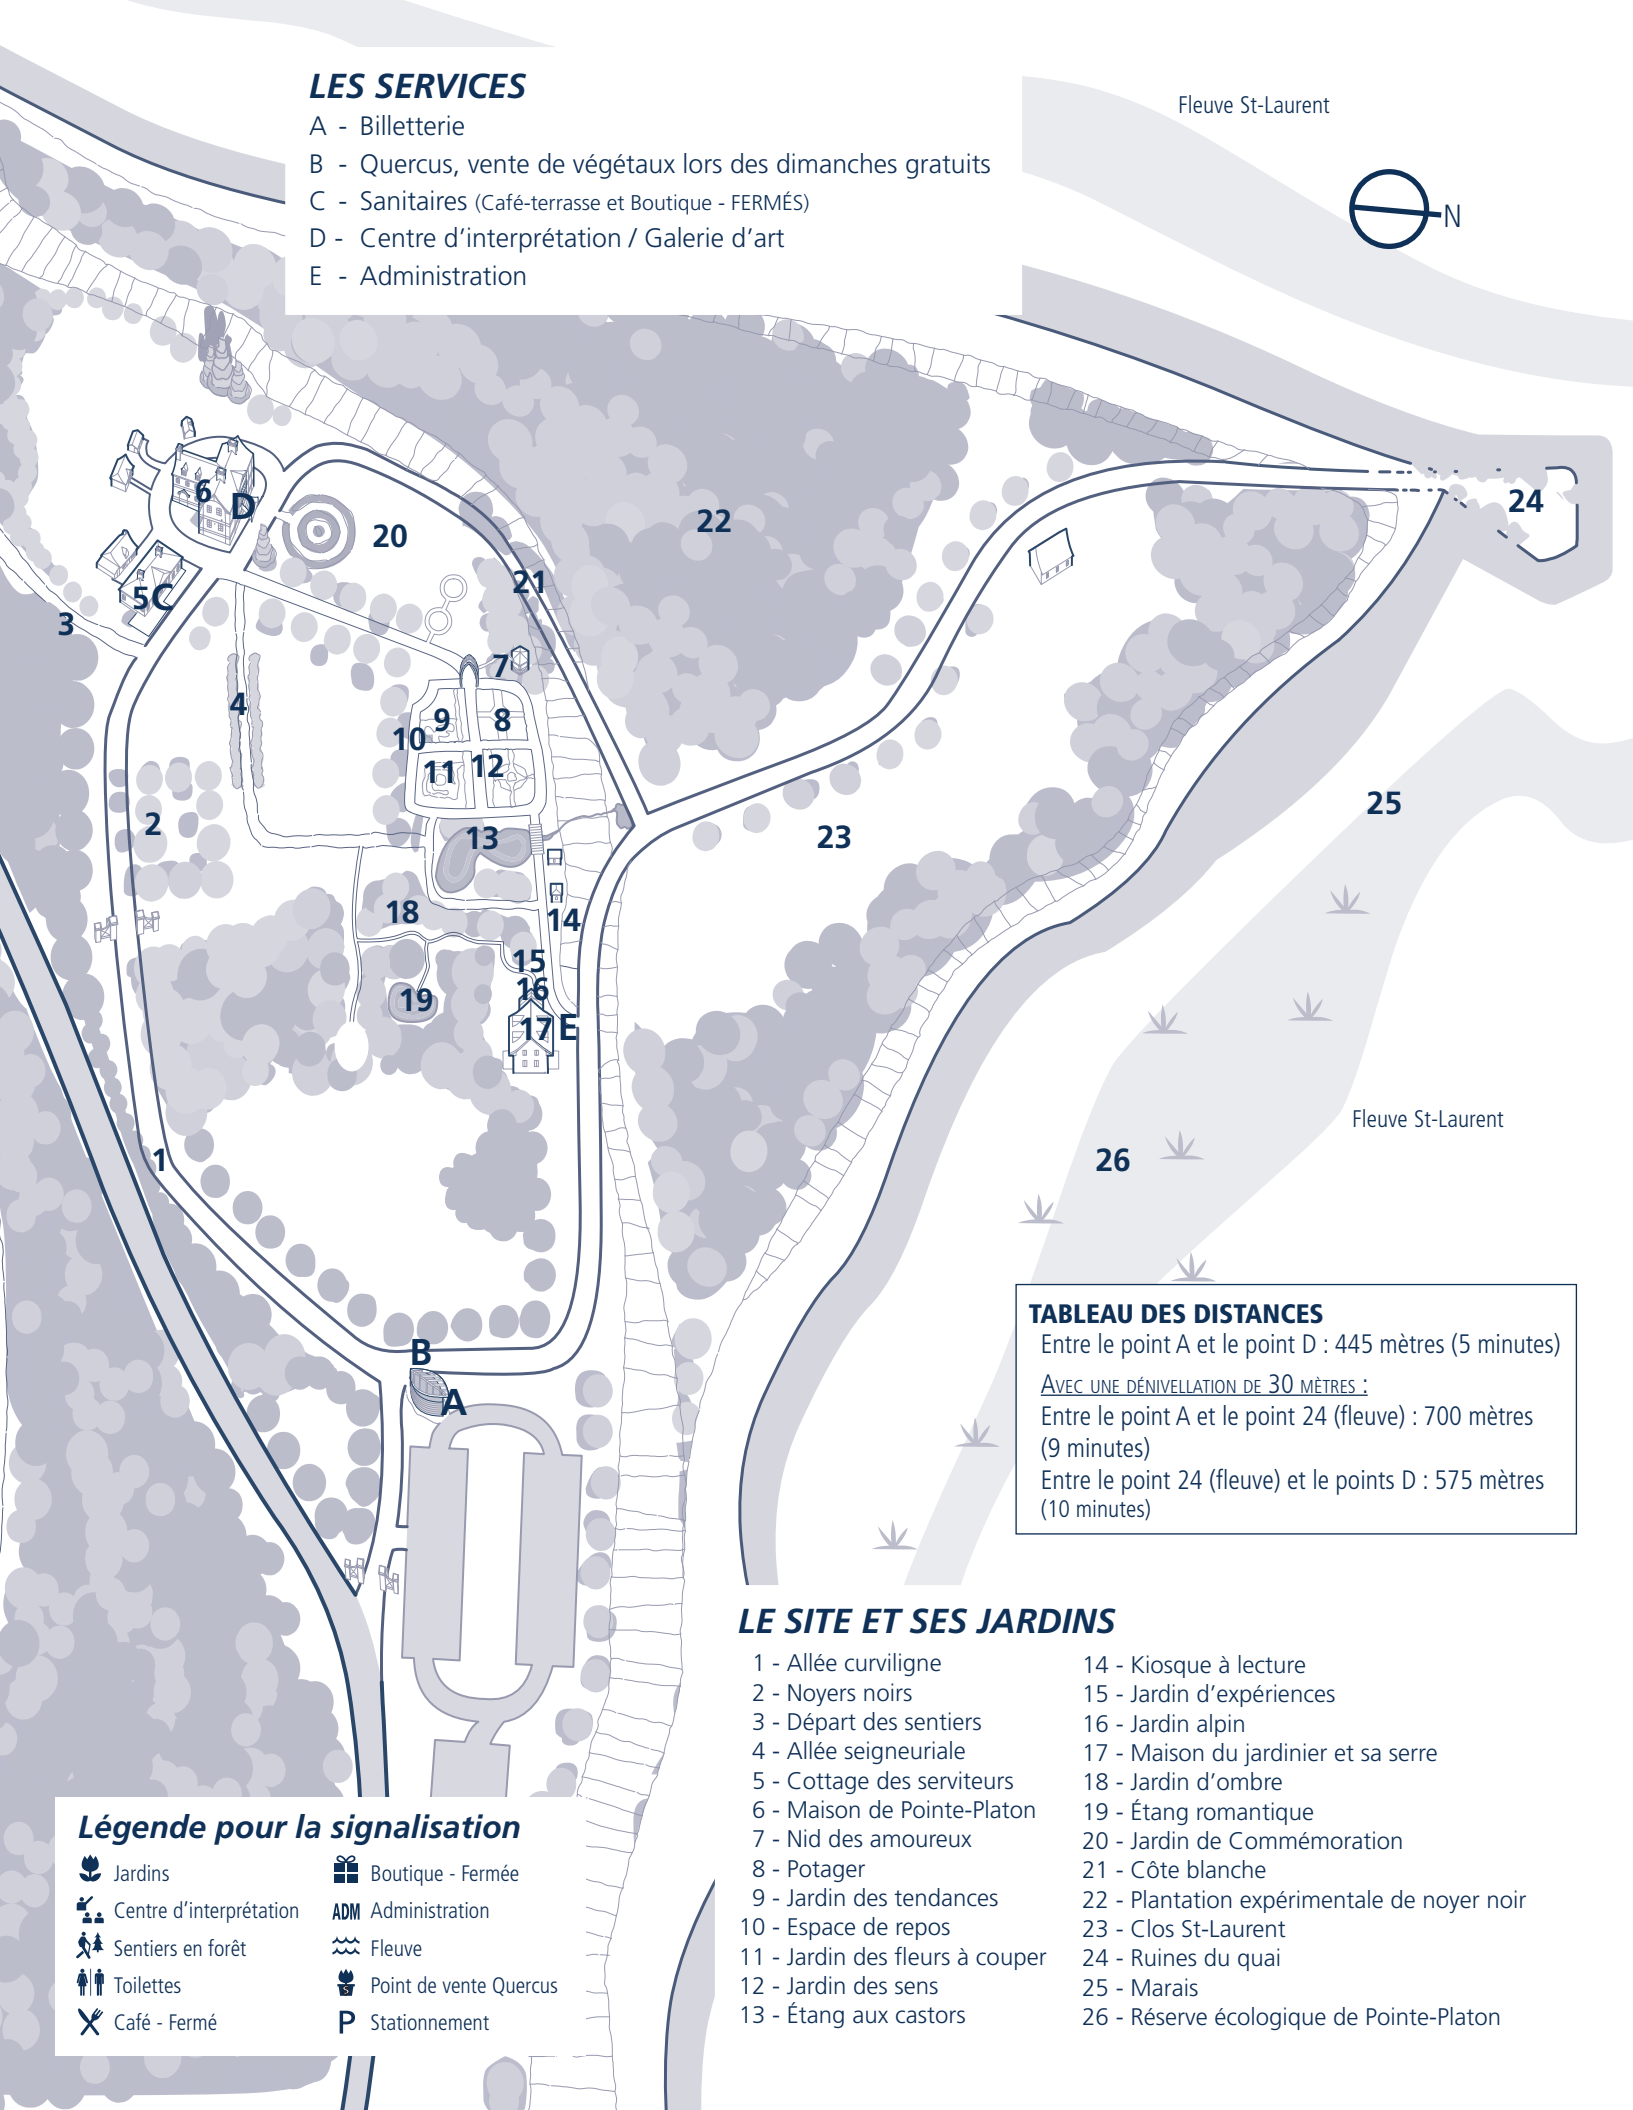 LES SERVICES
A - Billetterie
B - Quercus, vente de végétaux lors des dimanches gratuits
C - Sanitaires (Café-terrasse et Boutique - FERMÉS)
D - Centre d’interprétation / Galerie d’art
E - Administration
Fleuve St-Laurent
N
6
D
20
22
24
21
5C
3
7
4
9
8
10
11
12
25
2
13
23
18
14
15
16
19
17
E
Fleuve St-Laurent
1
26
B
A
TABLEAU DES DISTANCES
Entre le point A et le point D : 445 mètres (5 minutes)
AVEC UNE DÉNIVELLATION DE 30 MÈTRES :
Entre le point A et le point 24 (fleuve) : 700 mètres
(9 minutes)
Entre le point 24 (fleuve) et le points D : 575 mètres
(10 minutes)
LE SITE ET SES JARDINS
1 - Allée curviligne
2 - Noyers noirs
3 - Départ des sentiers
4 - Allée seigneuriale
5 - Cottage des serviteurs
6 - Maison de Pointe-Platon
7 - Nid des amoureux
8 - Potager
9 - Jardin des tendances
10 - Espace de repos
11 - Jardin des fleurs à couper
12 - Jardin des sens
13 - Étang aux castors
14 - Kiosque à lecture
15 - Jardin d’expériences
16 - Jardin alpin
17 - Maison du jardinier et sa serre
18 - Jardin d’ombre
19 - Étang romantique
20 - Jardin de Commémoration
21 - Côte blanche
22 - Plantation expérimentale de noyer noir
23 - Clos St-Laurent
24 - Ruines du quai
25 - Marais
26 - Réserve écologique de Pointe-Platon
Légende pour la signalisation
Jardins
Centre d’interprétation
Sentiers en forêt
Toilettes
Café - Fermé
Boutique - Fermée
ADM Administration
Fleuve
$ Point de vente Quercus
P Stationnement